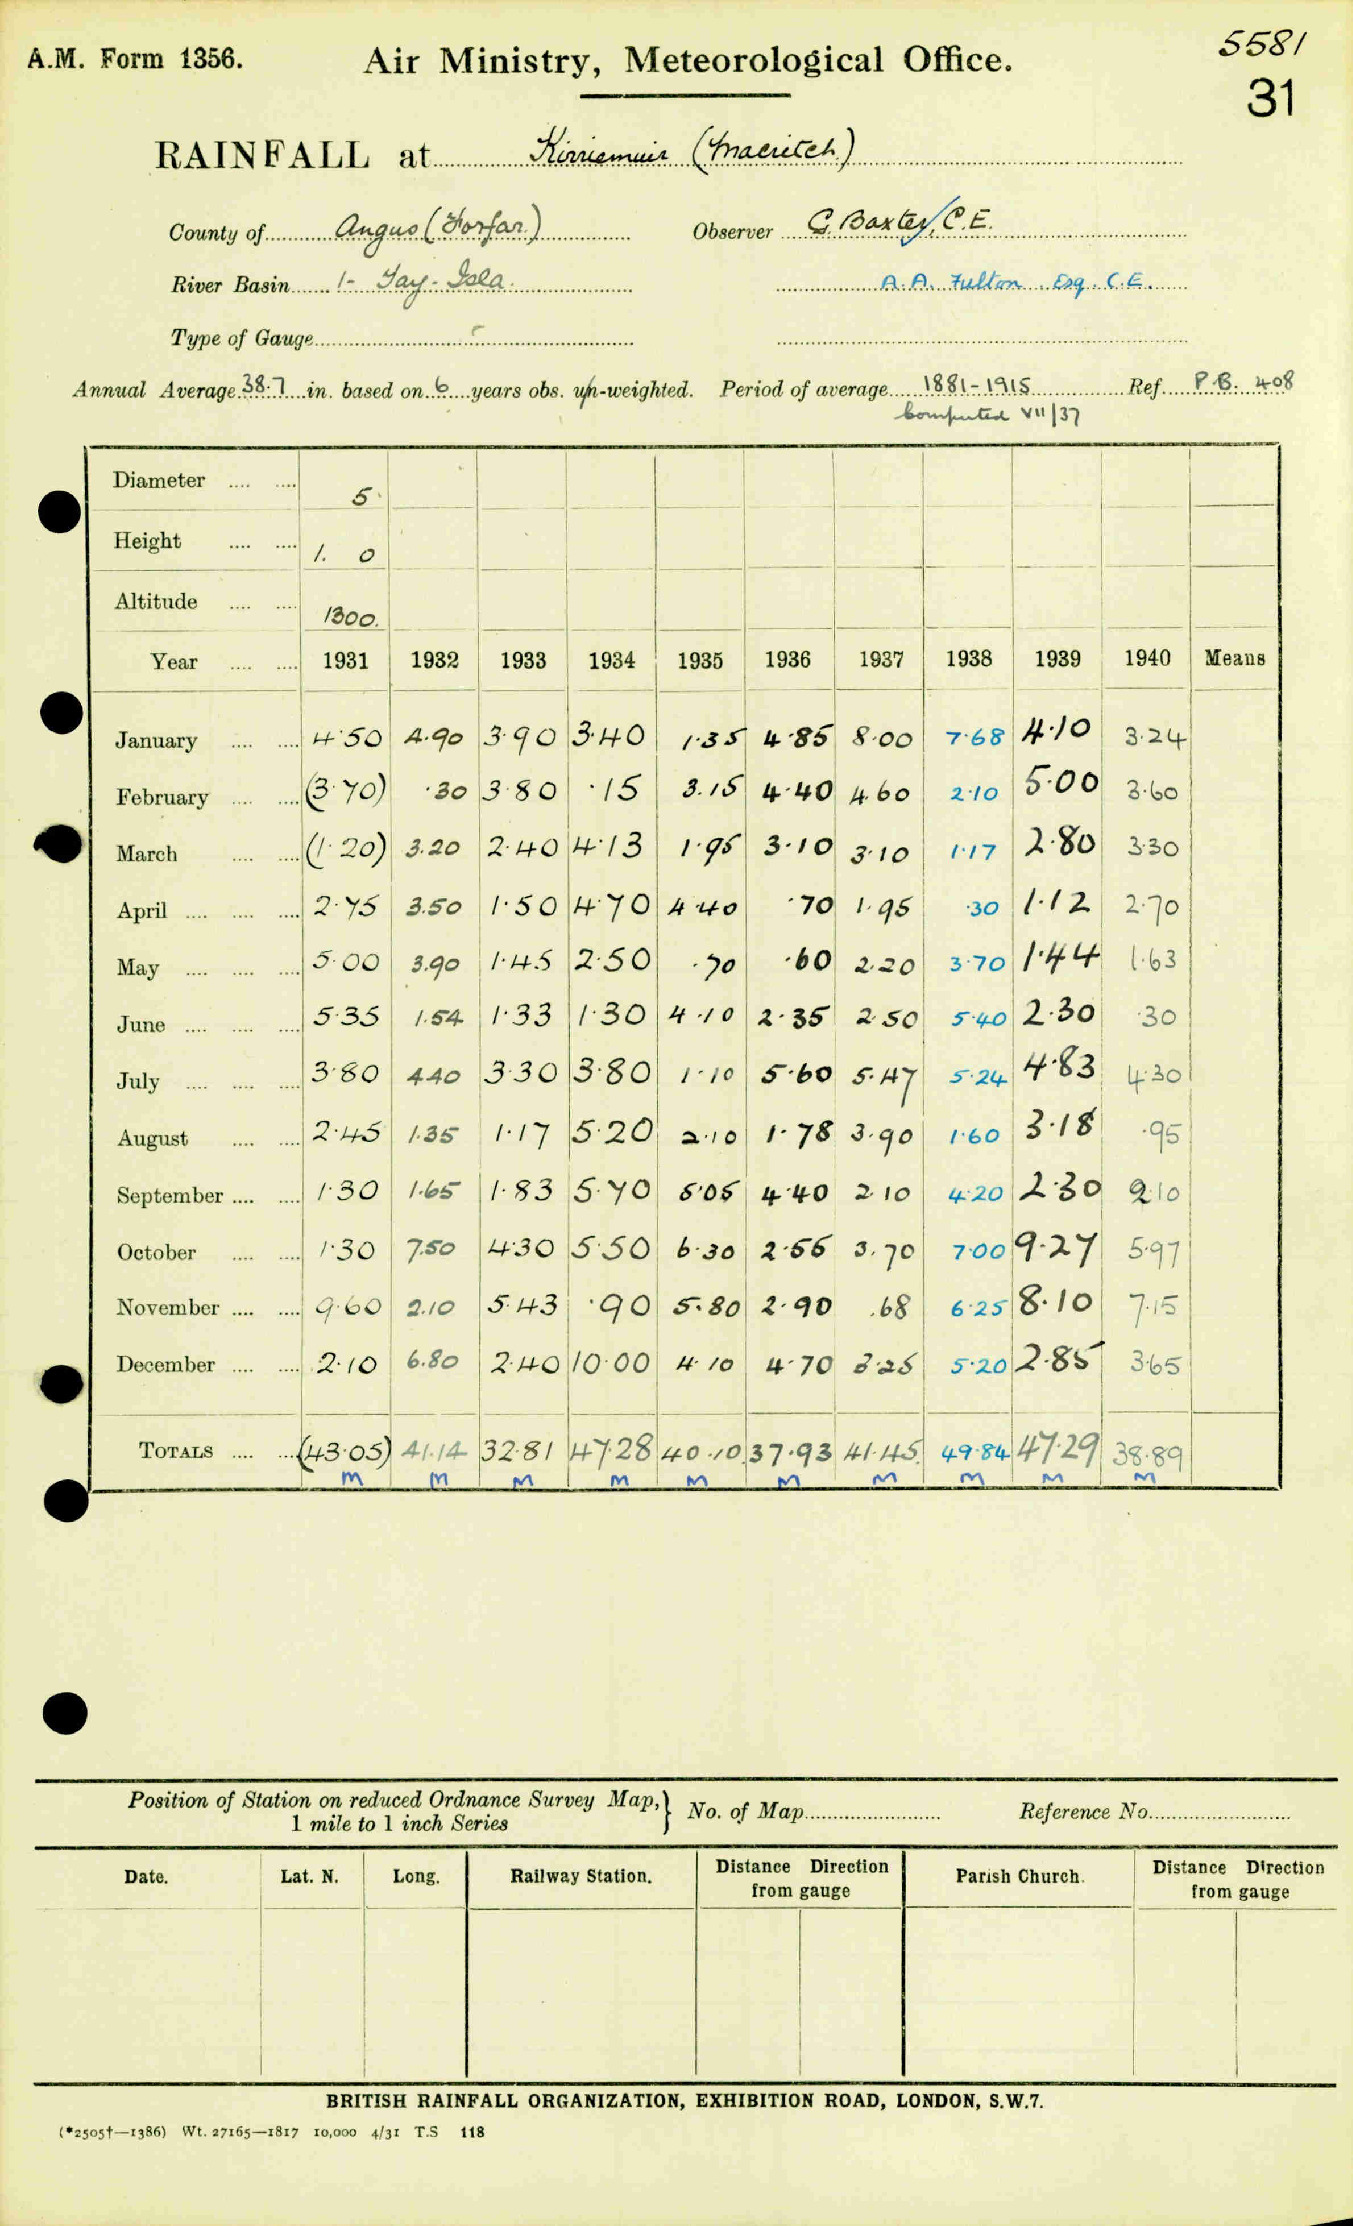 A.M. Form 1356.
Air Ministry, Meteorological Office.
5581
31
RAINFALL at Kirriemuir (Macritch)
County of Angus (Forfar.) Observer G. Baxter, C.E.
River Basin 1- Tay-Isla. A.A. Fulton. Esq. C.E.
Type of Gauge
Annual Average 38.7 in. based on 6 years obs. un-weighted. Period of average 1881-1915 Ref. P.B. 408
Computed VII/37
Diameter 5
Height 1. 0
Altitude 1300.
Year 1931 1932 1933 1934 1935 1936 1937 1938 1939 1940 Means
January 4.50 4.90 3.90 3.40 1.35 4.85 8.00 7.68 4.10 3.24
February (3.70) .30 3.80 .15 3.15 4.40 4.60 2.10 5.00 3.60
March (1.20) 3.20 2.40 4.13 1.95 3.10 3.10 1.17 2.80 3.30
April 2.75 3.50 1.50 4.70 4.40 .70 1.95 .30 1.12 2.70
May 5.00 3.90 1.45 2.50 .70 .60 2.20 3.70 1.44 1.63
June 5.35 1.54 1.33 1.30 4.10 2.35 2.50 5.40 2.30 .30
July 3.80 4.40 3.30 3.80 1.10 5.60 5.47 5.24 4.83 4.30
August 2.45 1.35 1.17 5.20 2.10 1.78 3.90 1.60 3.18 .95
September 1.30 1.65 1.83 5.70 5.05 4.40 2.10 4.20 2.30 2.10
October 1.30 7.50 4.30 5.50 6.30 2.55 3.70 7.00 9.27 5.97
November 9.60 2.10 5.43 .90 5.80 2.90 .68 6.25 8.10 7.15
December 2.10 6.80 2.40 10.00 4.10 4.70 3.25 5.20 2.85 3.65
TOTALS (43.05) 41.14 32.81 47.28 40.10 37.93 41.45 49.84 47.29 38.89
M M M M M M M M M M
Position of Station on reduced Ordnance Survey Map,} No. of Map Reference No.
1 mile to 1 inch Series
Date. Lat. N. Long. Railway Station. Distance Direction from gauge Parish Church. Distance Direction from gauge
BRITISH RAINFALL ORGANIZATION, EXHIBITION ROAD, LONDON, S.W.7.
(*2505†—1386) Wt. 27165—1817 10,000 4/31 T.S 118